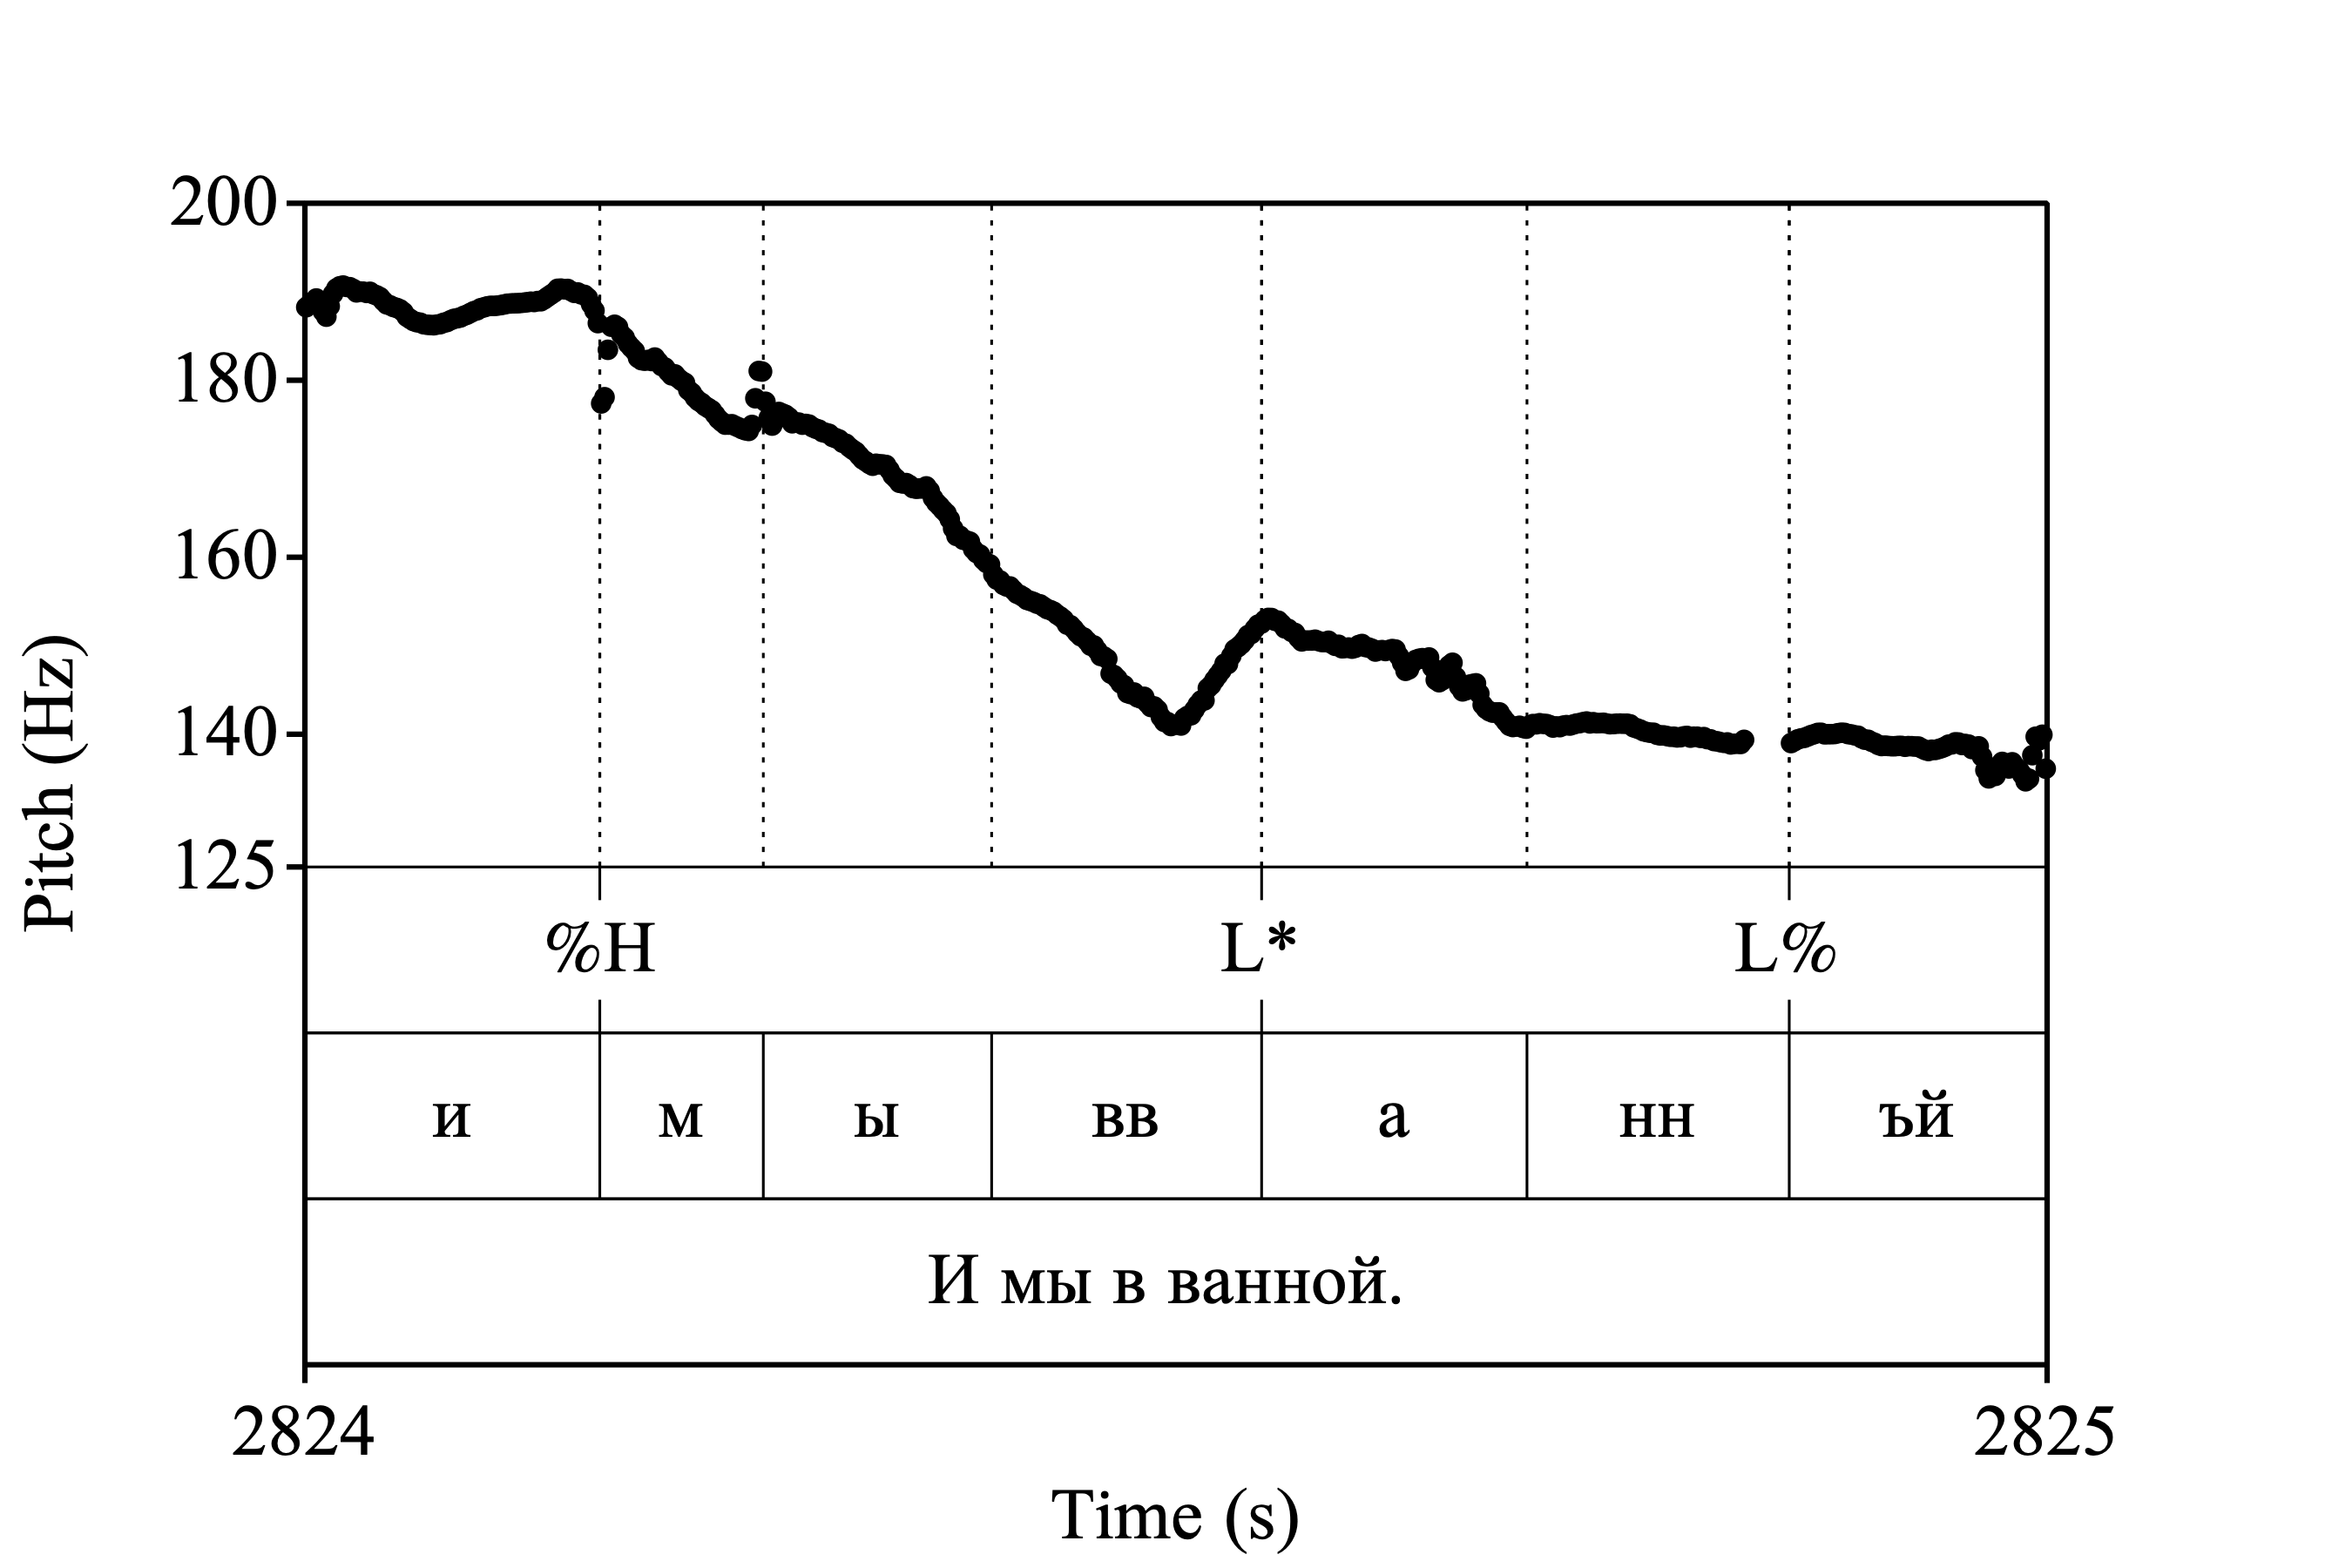 200
180
160
140
125
Pitch (Hz)
%H L* L%
и м ы вв а нн ъй
И мы в ванной.
2824 2825
Time (s)